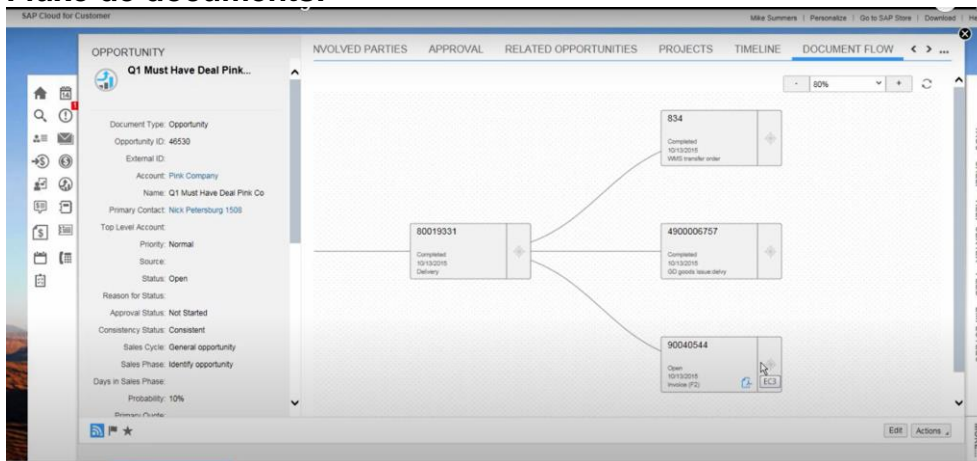 SAP Cloud for Customer
Mike Summers | Personalize | Go to SAP Store | Download
OPPORTUNITY
Q1 Must Have Deal Pink...
NVOLVED PARTIES APPROVAL RELATED OPPORTUNITIES PROJECTS TIMELINE DOCUMENT FLOW < > ...
- 80% +
14
1
Document Type: Opportunity
Opportunity ID: 46530
External ID:
Account: Pink Company
Name: Q1 Must Have Deal Pink Co
Primary Contact: Nick Petersburg 1508
Top Level Account:
Priority: Normal
Source:
Status: Open
Reason for Status:
Approval Status: Not Started
Consistency Status: Consistent
Sales Cycle: General opportunity
Sales Phase: Identify opportunity
Days in Sales Phase:
Probability: 10%
Primary Quote:
80019331
Completed
10/13/2015
Delivery
834
Completed
10/13/2015
WMS transfer order
4900006757
Completed
10/13/2015
GD goods issue:delvy
90040544
Open
10/13/2015
Invoice (F2)
EC3
Edit Actions